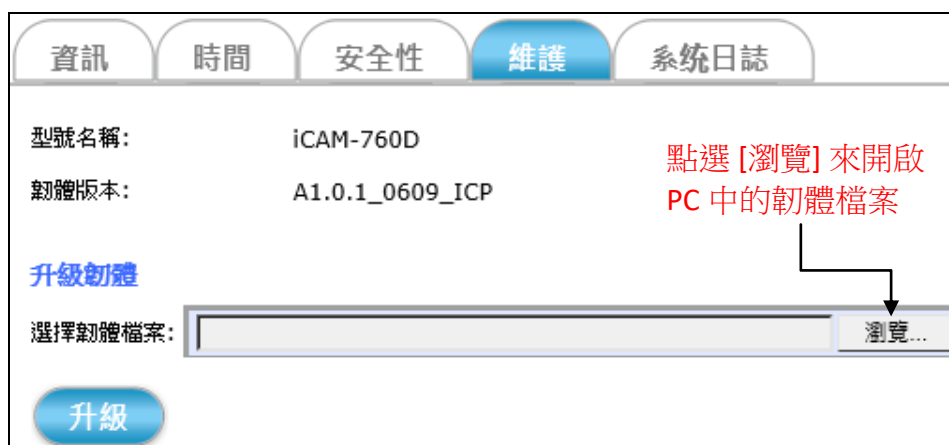 資訊 時間 安全性 維護 系統日誌
型號名稱: iCAM-760D
韌體版本: A1.0.1_0609_ICP
點選 [瀏覽] 來開啟
PC 中的韌體檔案
升級韌體
選擇韌體檔案: 瀏覽...
升級